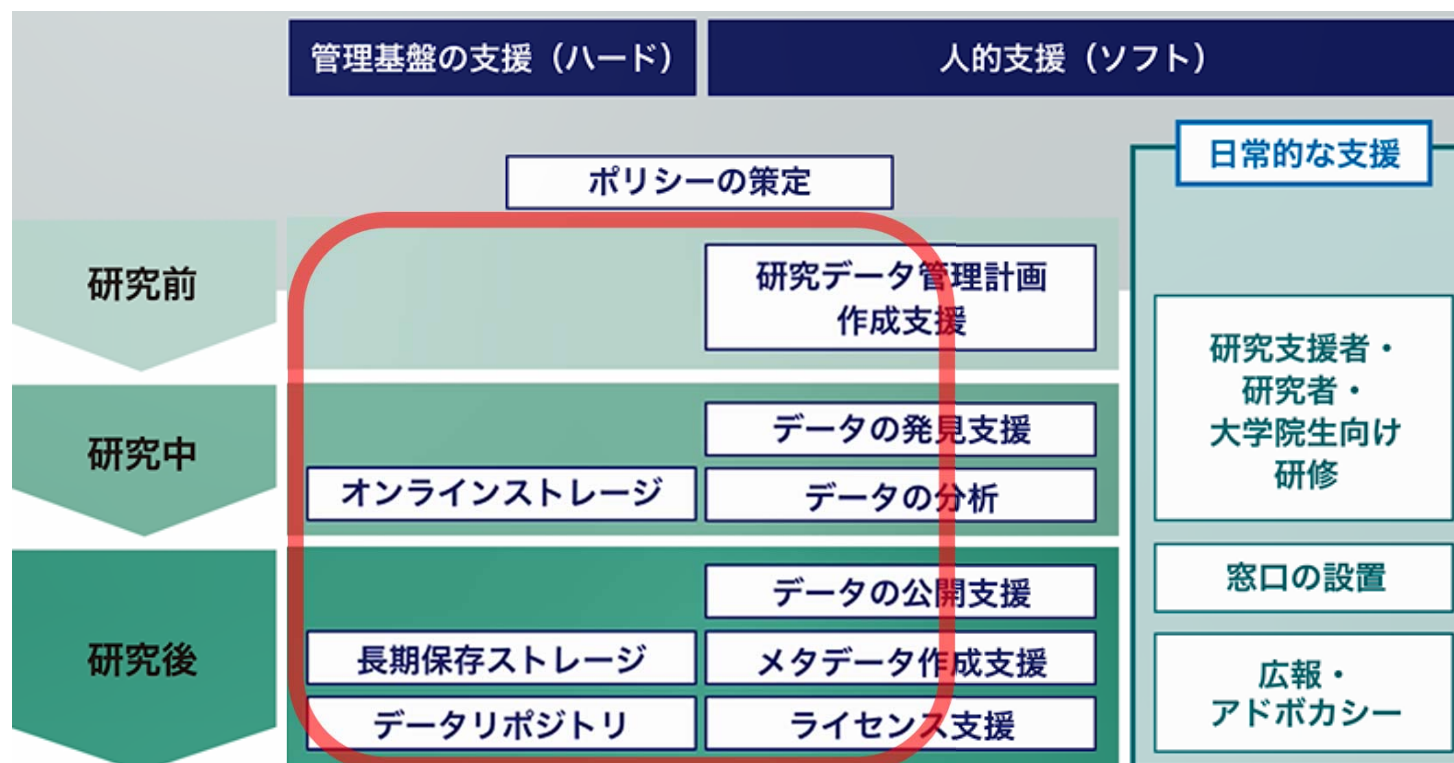 管理基盤の支援（ハード）
人的支援（ソフト）
日常的な支援
ポリシーの策定
研究前
研究データ管理計画
作成支援
研究支援者・
研究者・
大学院生向け
研修
研究中
データの発見支援
オンラインストレージ
データの分析
窓口の設置
研究後
データの公開支援
長期保存ストレージ
メタデータ作成支援
データリポジトリ
ライセンス支援
広報・
アドボカシー